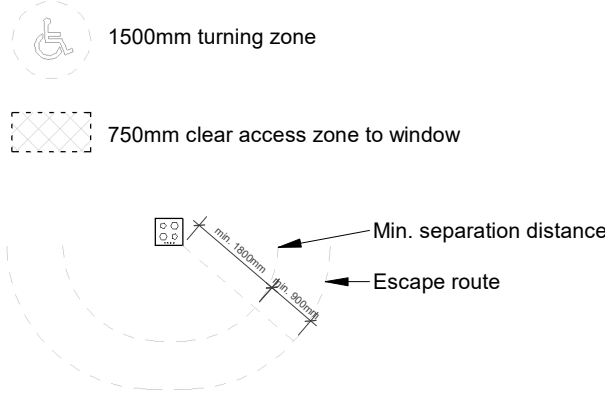 1500mm turning zone
750mm clear access zone to window
min. 1800mm
Min. separation distance
min. 900mm
Escape route